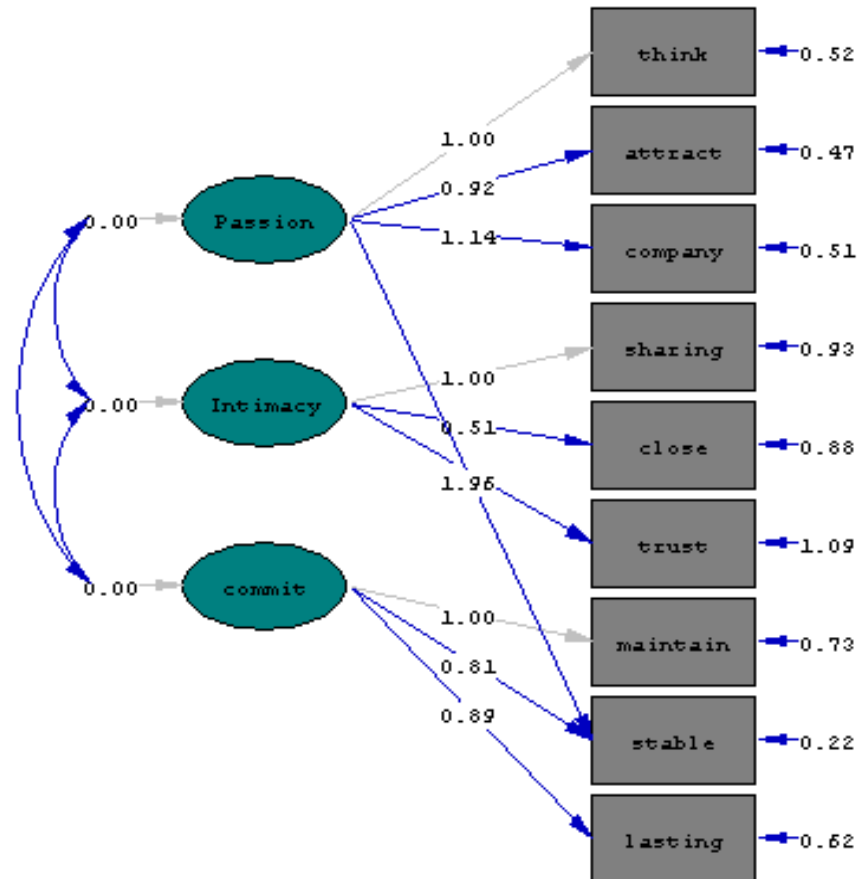 think
0.52
1.00
attract
0.47
0.92
0.00
Passion
1.14
company
0.51
sharing
0.93
1.00
0.00
Intimacy
0.51
close
0.88
1.96
trust
1.09
0.00
commit
1.00
maintain
0.73
0.81
0.89
stable
0.22
lasting
0.62